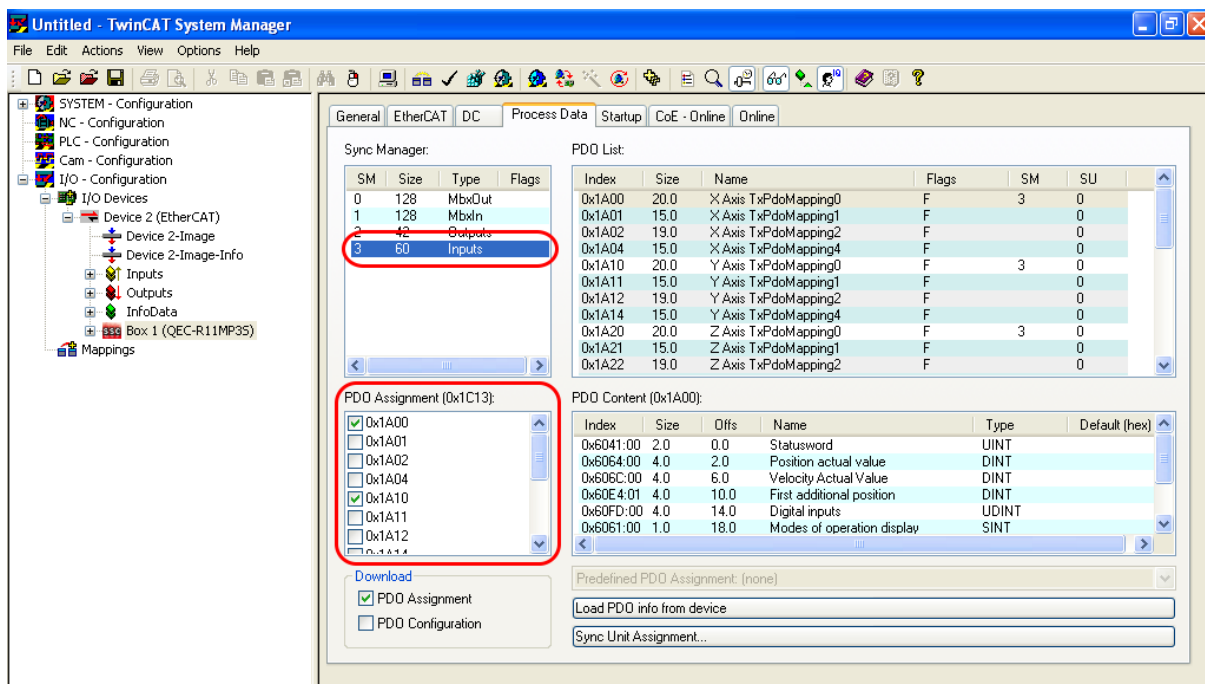 Untitled - TwinCAT System Manager
File Edit Actions View Options Help
SYSTEM - Configuration
NC - Configuration
PLC - Configuration
Cam - Configuration
I/O - Configuration
I/O Devices
Device 2 (EtherCAT)
Device 2-Image
Device 2-Image-Info
Inputs
Outputs
InfoData
Box 1 (QEC-R11MP3S)
Mappings
General EtherCAT DC Process Data Startup CoE - Online Online
Sync Manager:
SM Size Type Flags
0 128 MbxOut
1 128 MbxIn
2 42 Outputs
3 60 Inputs
PDO List:
Index Size Name Flags SM SU
0x1A00 20.0 X Axis TxPdoMapping0 F 3 0
0x1A01 15.0 X Axis TxPdoMapping1 F 0
0x1A02 19.0 X Axis TxPdoMapping2 F 0
0x1A04 15.0 X Axis TxPdoMapping4 F 0
0x1A10 20.0 Y Axis TxPdoMapping0 F 3 0
0x1A11 15.0 Y Axis TxPdoMapping1 F 0
0x1A12 19.0 Y Axis TxPdoMapping2 F 0
0x1A14 15.0 Y Axis TxPdoMapping4 F 0
0x1A20 20.0 Z Axis TxPdoMapping0 F 3 0
0x1A21 15.0 Z Axis TxPdoMapping1 F 0
0x1A22 19.0 Z Axis TxPdoMapping2 F 0
PDO Assignment (0x1C13):
0x1A00
0x1A01
0x1A02
0x1A04
0x1A10
0x1A11
0x1A12
0x1A14
PDO Content (0x1A00):
Index Size Offs Name Type Default (hex)
0x6041:00 2.0 0.0 Statusword UINT
0x6064:00 4.0 2.0 Position actual value DINT
0x606C:00 4.0 6.0 Velocity Actual Value DINT
0x60E4:01 4.0 10.0 First additional position DINT
0x60FD:00 4.0 14.0 Digital inputs UDINT
0x6061:00 1.0 18.0 Modes of operation display SINT
Download
PDO Assignment
PDO Configuration
Predefined PDO Assignment: (none)
Load PDO info from device
Sync Unit Assignment...